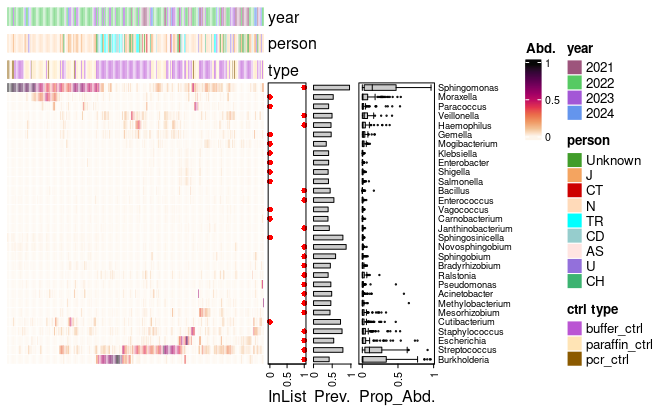 year
person
type
Sphingomonas
Moraxella
Paracoccus
Veillonella
Haemophilus
Gemella
Mogibacterium
Klebsiella
Enterobacter
Shigella
Salmonella
Bacillus
Enterococcus
Vagococcus
Carnobacterium
Janthinobacterium
Sphingosinicella
Novosphingobium
Sphingobium
Bradyrhizobium
Ralstonia
Pseudomonas
Acinetobacter
Methylobacterium
Mesorhizobium
Cutibacterium
Staphylococcus
Escherichia
Streptococcus
Burkholderia
0 0.5 1
0 0.5 1
0 0.5 1
InList Prev. Prop_Abd.
Abd.
1
0.5
0
year
2021
2022
2023
2024
person
Unknown
J
CT
N
TR
CD
AS
U
CH
ctrl type
buffer_ctrl
paraffin_ctrl
pcr_ctrl